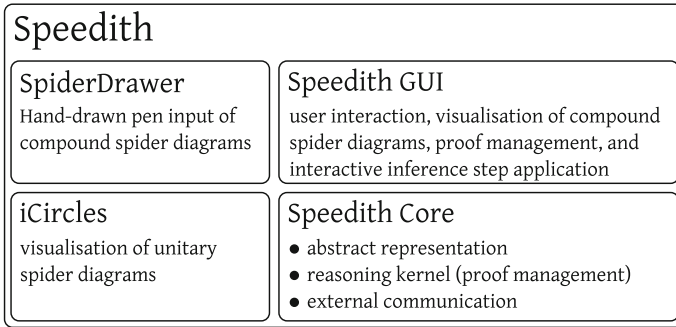 Speedith
SpiderDrawer
Hand-drawn pen input of
compound spider diagrams
Speedith GUI
user interaction, visualisation of compound
spider diagrams, proof management, and
interactive inference step application
iCircles
visualisation of unitary
spider diagrams
Speedith Core
● abstract representation
● reasoning kernel (proof management)
● external communication